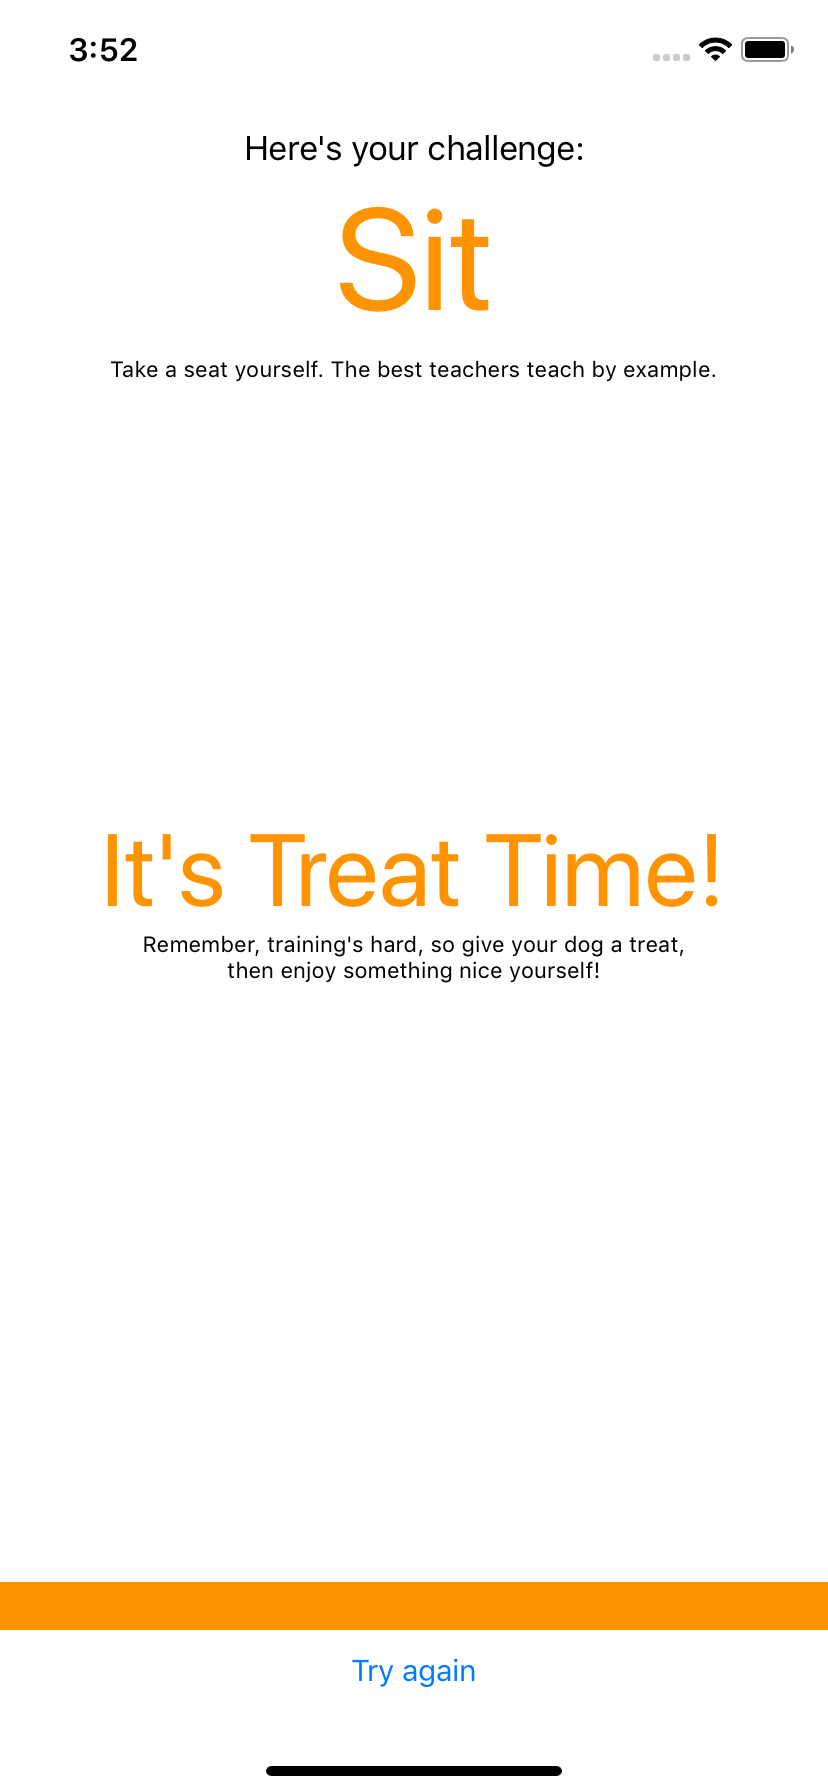 3:52
Here's your challenge:
Sit
Take a seat yourself. The best teachers teach by example.
It's Treat Time!
Remember, training's hard, so give your dog a treat,
then enjoy something nice yourself!
Try again